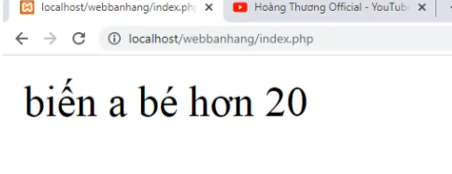 localhost/webbanhang/index.ph
Hoàng Thương Official - YouTub
localhost/webbanhang/index.php
biến a bé hơn 20